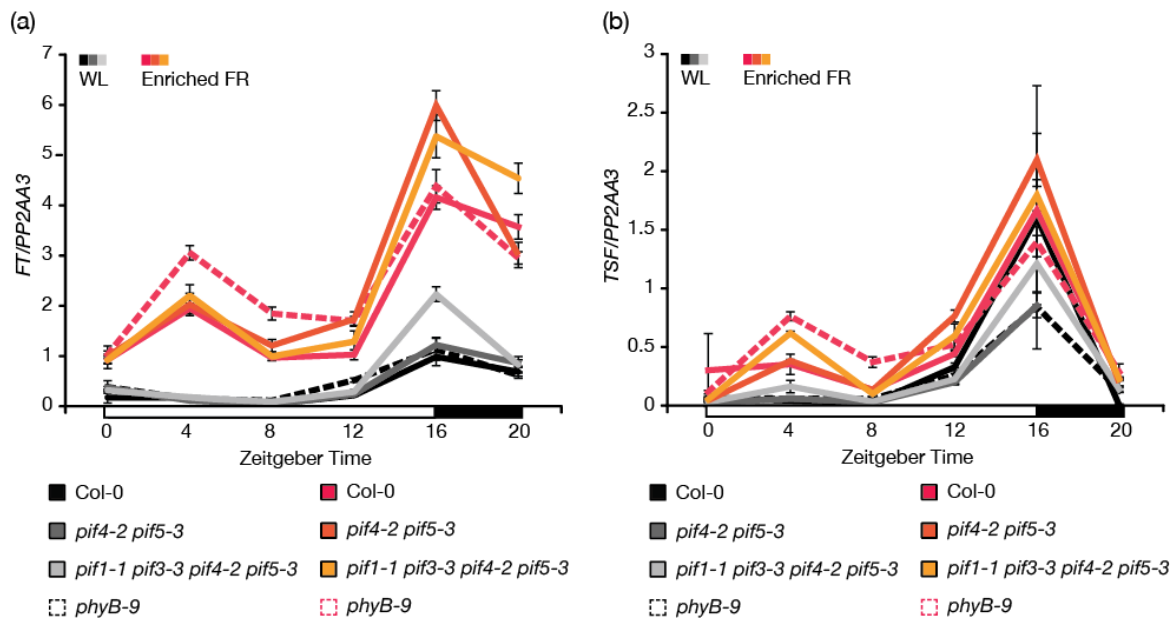 (a)
7
6
5
4
3
2
1
0
FT/PP2AA3
WL
Enriched FR
0 4 8 12 16 20
Zeitgeber Time
Col-0
Col-0
pif4-2 pif5-3
pif4-2 pif5-3
pif1-1 pif3-3 pif4-2 pif5-3
pif1-1 pif3-3 pif4-2 pif5-3
phyB-9
phyB-9
(b)
3
2.5
2
1.5
1
0.5
0
TSF/PP2AA3
WL
Enriched FR
0 4 8 12 16 20
Zeitgeber Time
Col-0
Col-0
pif4-2 pif5-3
pif4-2 pif5-3
pif1-1 pif3-3 pif4-2 pif5-3
pif1-1 pif3-3 pif4-2 pif5-3
phyB-9
phyB-9